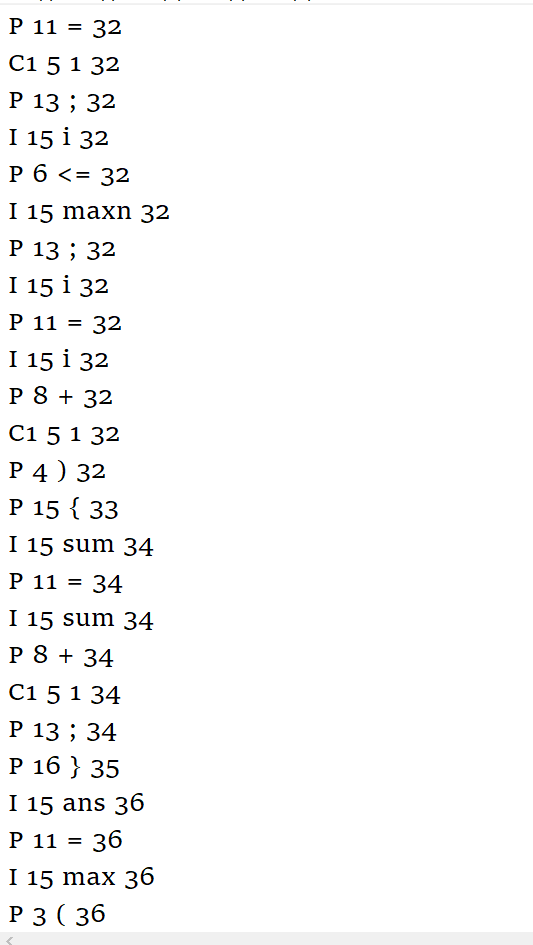 P 11 = 32
C1 5 1 32
P 13 ; 32
I 15 i 32
P 6 <= 32
I 15 maxn 32
P 13 ; 32
I 15 i 32
P 11 = 32
I 15 i 32
P 8 + 32
C1 5 1 32
P 4 ) 32
P 15 { 33
I 15 sum 34
P 11 = 34
I 15 sum 34
P 8 + 34
C1 5 1 34
P 13 ; 34
P 16 } 35
I 15 ans 36
P 11 = 36
I 15 max 36
P 3 ( 36